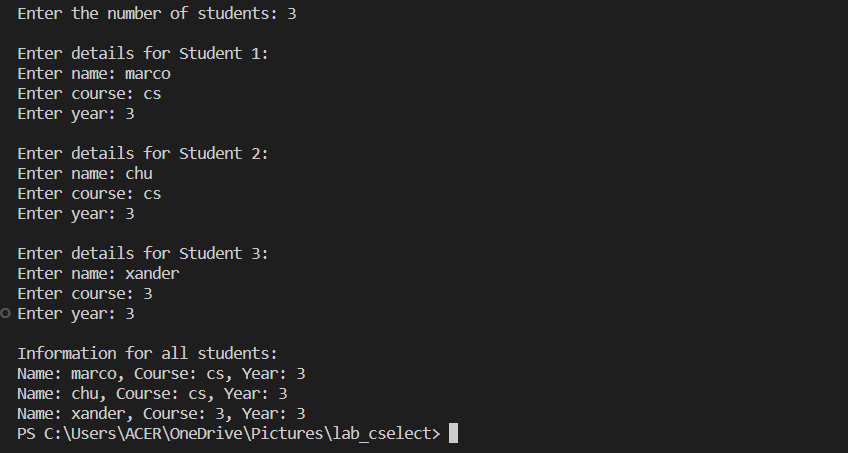 Enter the number of students: 3
Enter details for Student 1:
Enter name: marco
Enter course: cs
Enter year: 3
Enter details for Student 2:
Enter name: chu
Enter course: cs
Enter year: 3
Enter details for Student 3:
Enter name: xander
Enter course: 3
Enter year: 3
Information for all students:
Name: marco, Course: cs, Year: 3
Name: chu, Course: cs, Year: 3
Name: xander, Course: 3, Year: 3
PS C:\Users\ACER\OneDrive\Pictures\lab_cselect>